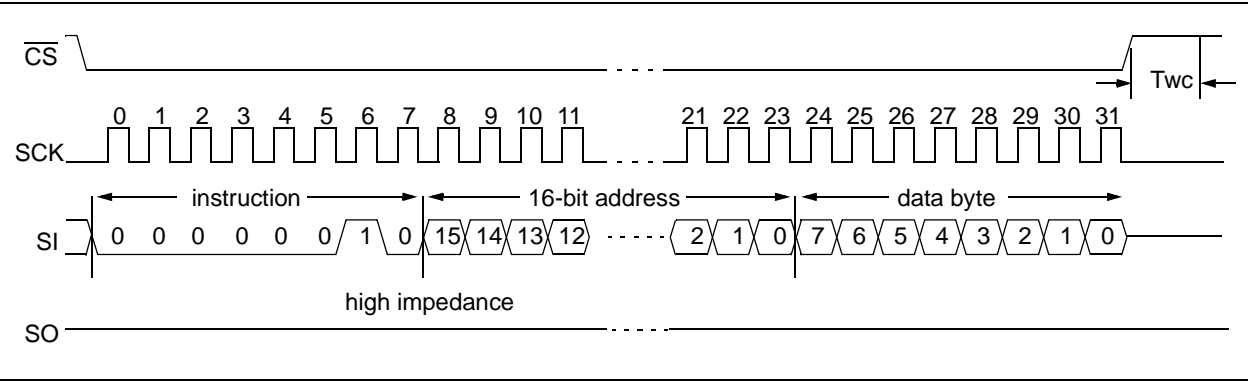 CS
Twc
0 1 2 3 4 5 6 7 8 9 10 11 21 22 23 24 25 26 27 28 29 30 31
SCK
instruction 16-bit address data byte
SI 0 0 0 0 0 0 1 0 15 14 13 12 2 1 0 7 6 5 4 3 2 1 0
high impedance
SO